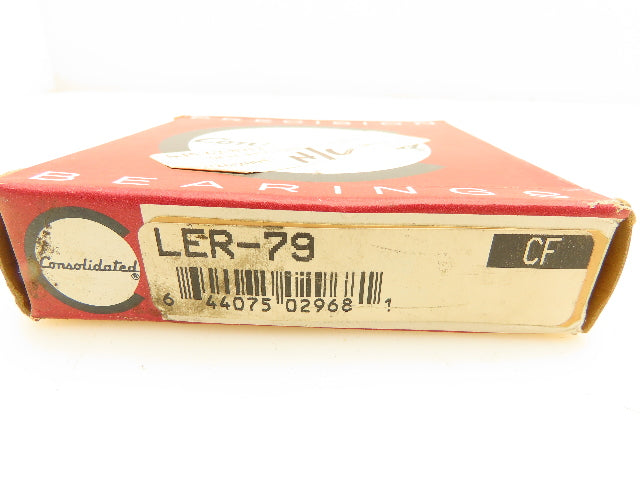 PRECISION
BEARINGS
Consolidated®
LER-79
CF
6 44075 02968 1